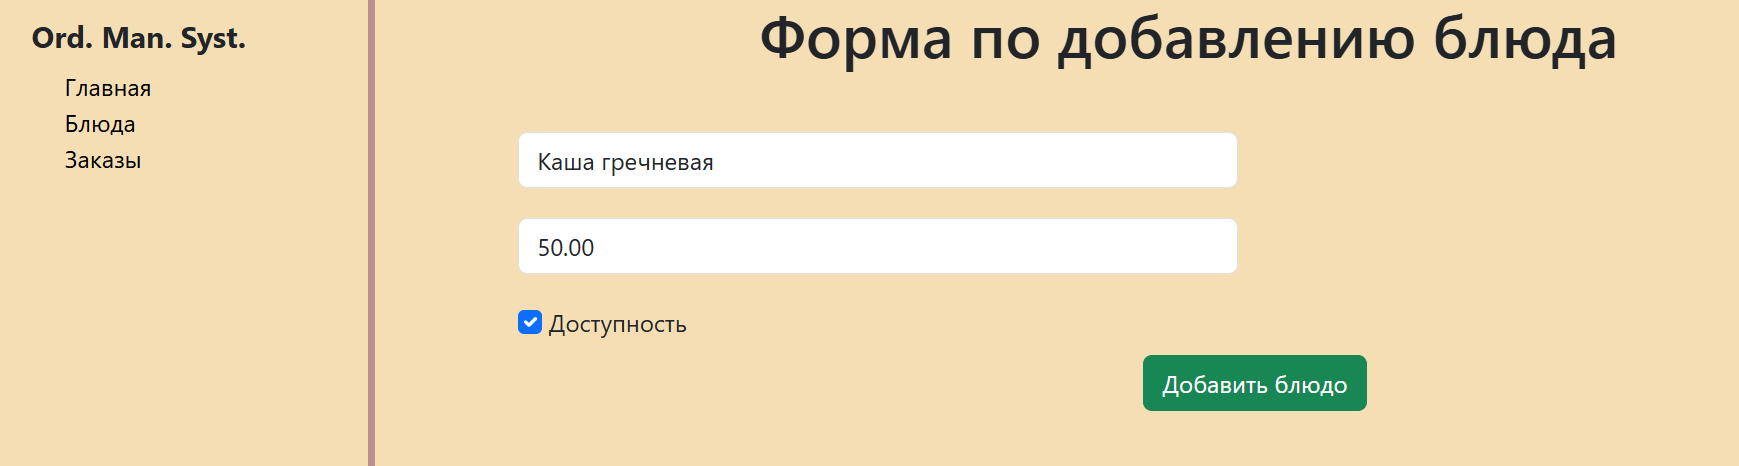 Ord. Man. Syst.
Главная
Блюда
Заказы
Форма по добавлению блюда
Каша гречневая
50.00
Доступность
Добавить блюдо